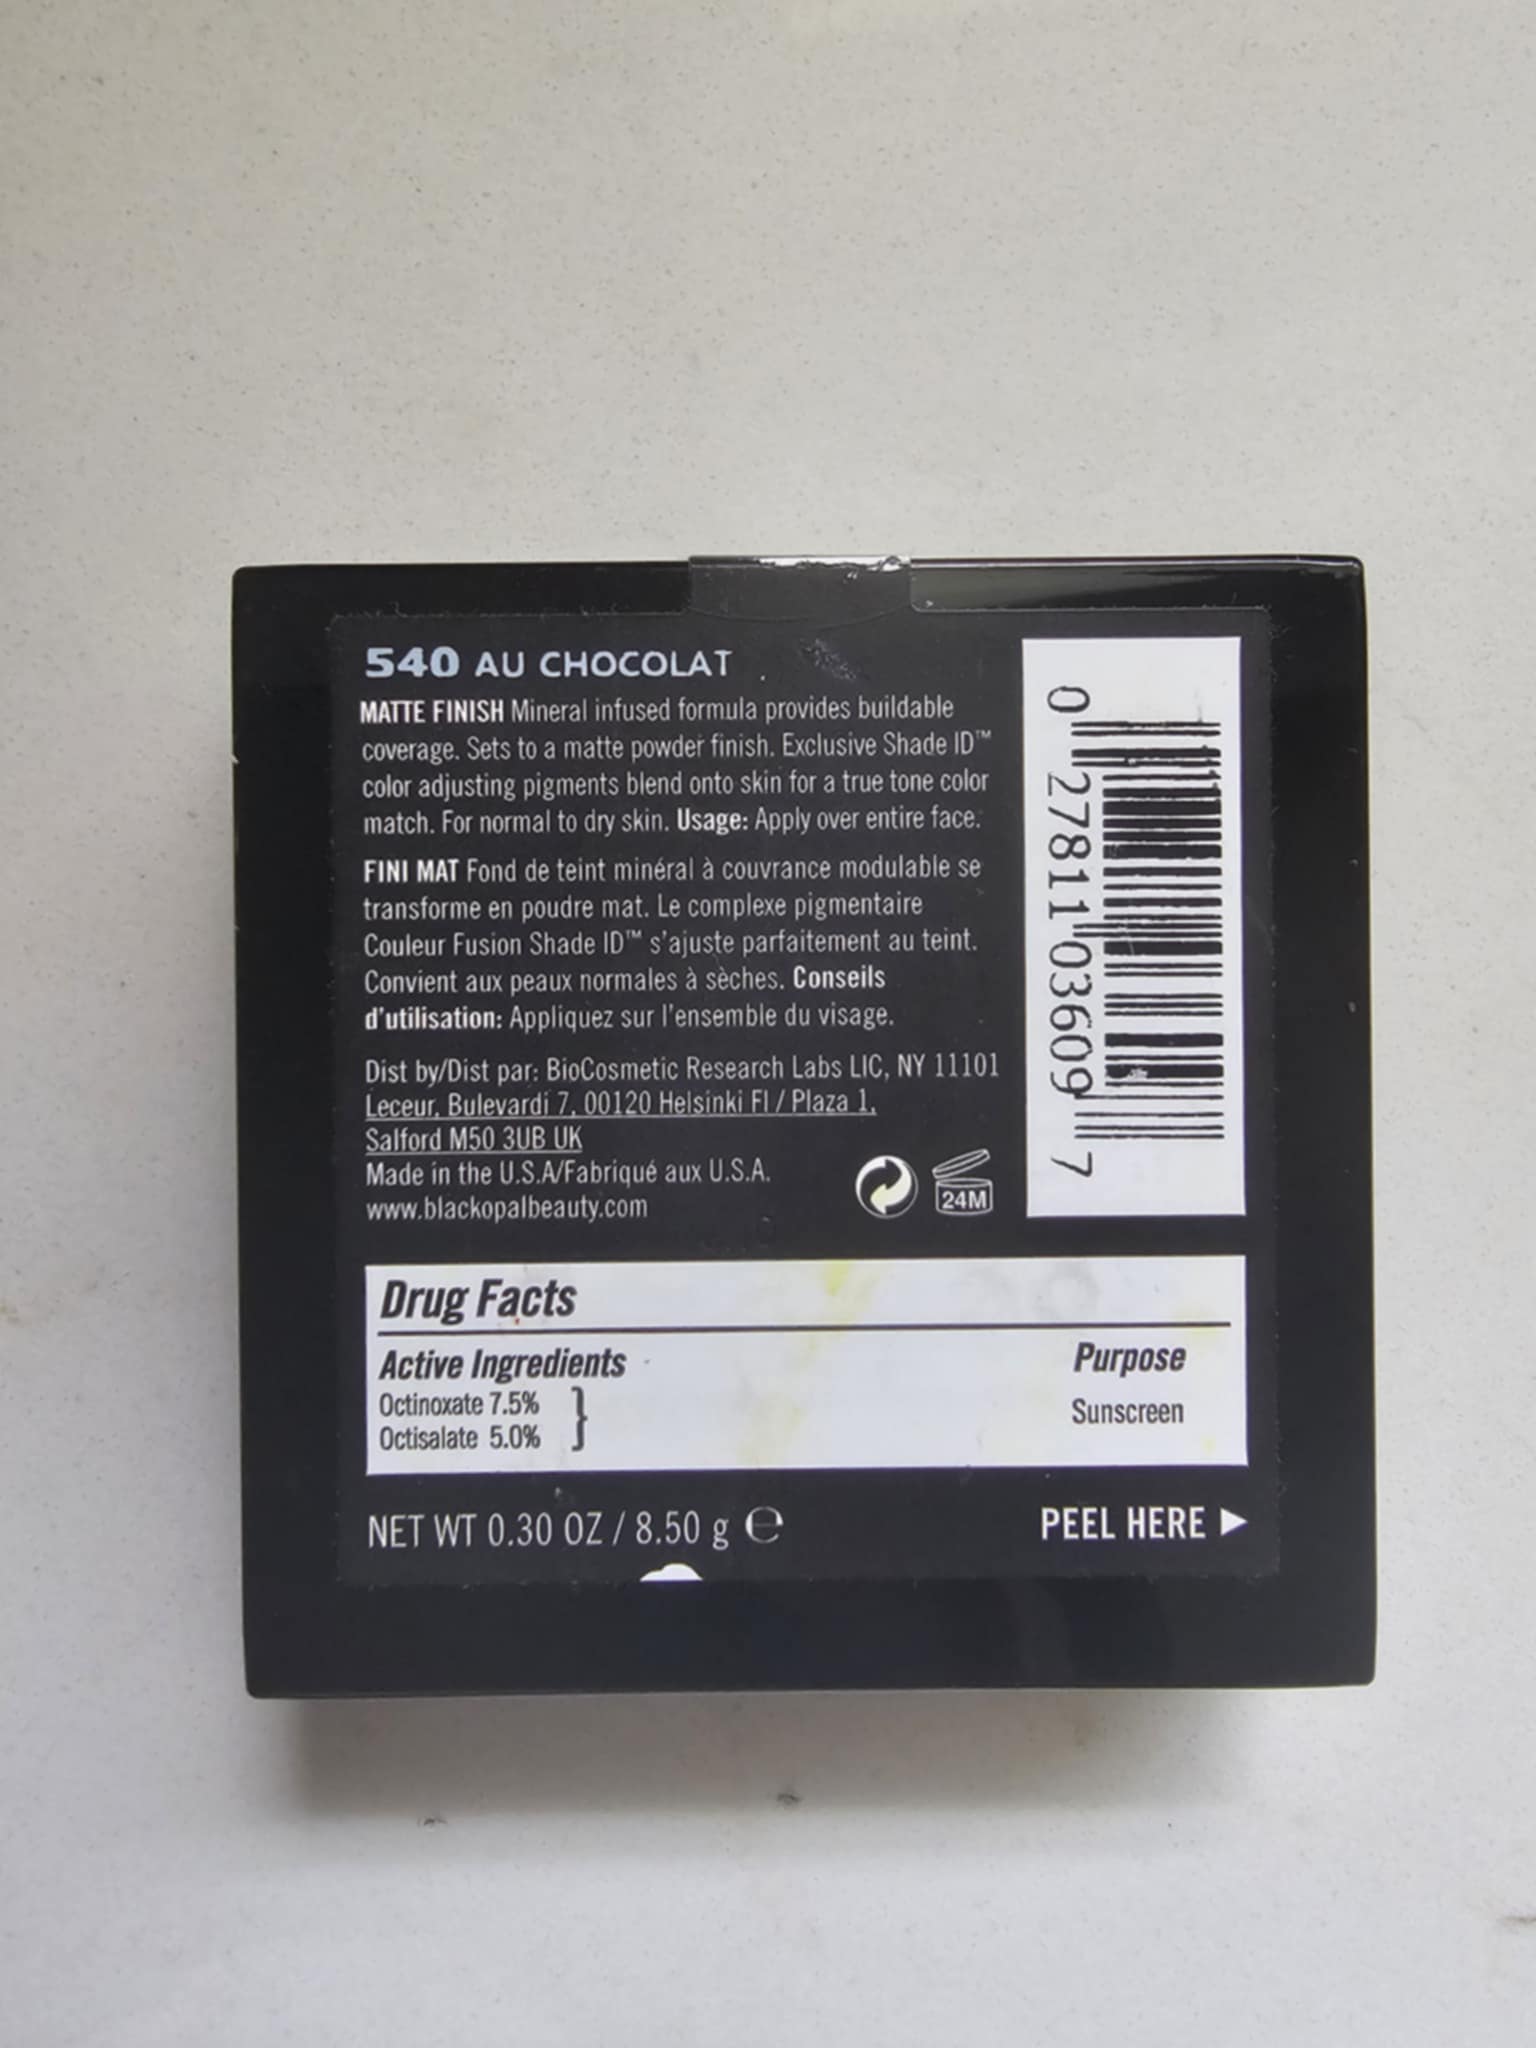 540 AU CHOCOLAT
MATTE FINISH Mineral infused formula provides buildable
coverage. Sets to a matte powder finish. Exclusive Shade ID™
color adjusting pigments blend onto skin for a true tone color
match. For normal to dry skin. Usage: Apply over entire face.
FINI MAT Fond de teint minéral à couvrance modulable se
transforme en poudre mat. Le complexe pigmentaire
Couleur Fusion Shade ID™ s'ajuste parfaitement au teint.
Convient aux peaux normales à sèches. Conseils
d'utilisation: Appliquez sur l'ensemble du visage.
Dist by/Dist par: BioCosmetic Research Labs LIC, NY 11101
Leceur, Bulevardi 7, 00120 Helsinki FI / Plaza 1,
Salford M50 3UB UK
Made in the U.S.A/Fabriqué aux U.S.A.
www.blackopalbeauty.com
24M
0 27811 03609 7
Drug Facts
Active Ingredients Purpose
Octinoxate 7.5% } Sunscreen
Octisalate 5.0%
NET WT 0.30 OZ / 8.50 g ℮ PEEL HERE ▶